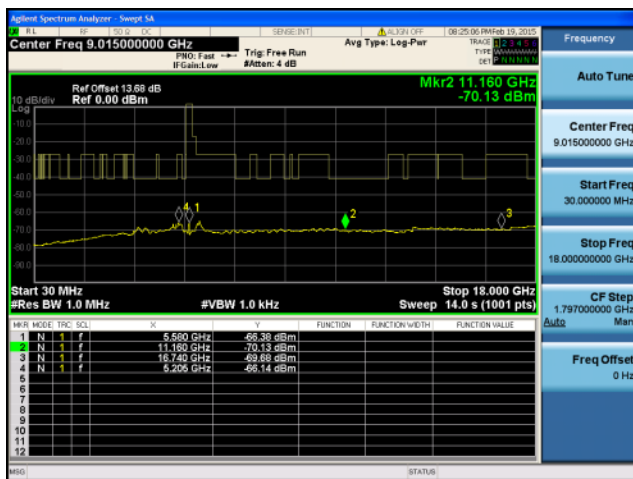 Agilent Spectrum Analyzer - Swept SA
RL RF 50 Ω DC SENSE:INT ALIGN OFF 08:25:06 PM Feb 19, 2015
Center Freq 9.015000000 GHz
PNO: Fast
IFGain:Low
Trig: Free Run
#Atten: 4 dB
Avg Type: Log-Pwr
TRACE 1 2 3 4 5 6
TYPE
DET P N N N N N
Frequency
Auto Tune
Center Freq
9.015000000 GHz
Start Freq
30.000000 MHz
Stop Freq
18.000000000 GHz
CF Step
1.797000000 GHz
Auto Man
Freq Offset
0 Hz
Ref Offset 13.68 dB
Ref 0.00 dBm
10 dB/div
Log
Mkr2 11.160 GHz
-70.13 dBm
-10.0
-20.0
-30.0
-40.0
-50.0
-60.0
-70.0
-80.0
-90.0
4 1
2
3
Start 30 MHz
Stop 18.000 GHz
#Res BW 1.0 MHz
#VBW 1.0 kHz
Sweep 14.0 s (1001 pts)
MKR MODE TRC SCL X Y FUNCTION FUNCTION WIDTH FUNCTION VALUE
1 N 1 f 5.580 GHz -66.38 dBm
2 N 1 f 11.160 GHz -70.13 dBm
3 N 1 f 16.740 GHz -69.68 dBm
4 N 1 f 5.205 GHz -66.14 dBm
5
6
7
8
9
10
11
12
MSG
STATUS